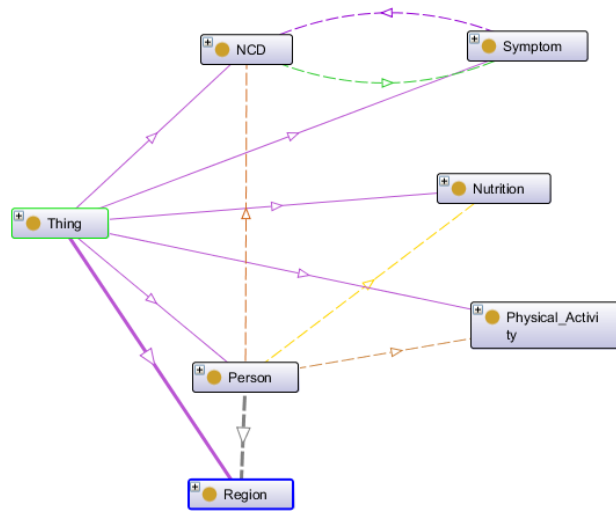 NCD
Symptom
Nutrition
Thing
Physical_Activi
ty
Person
Region